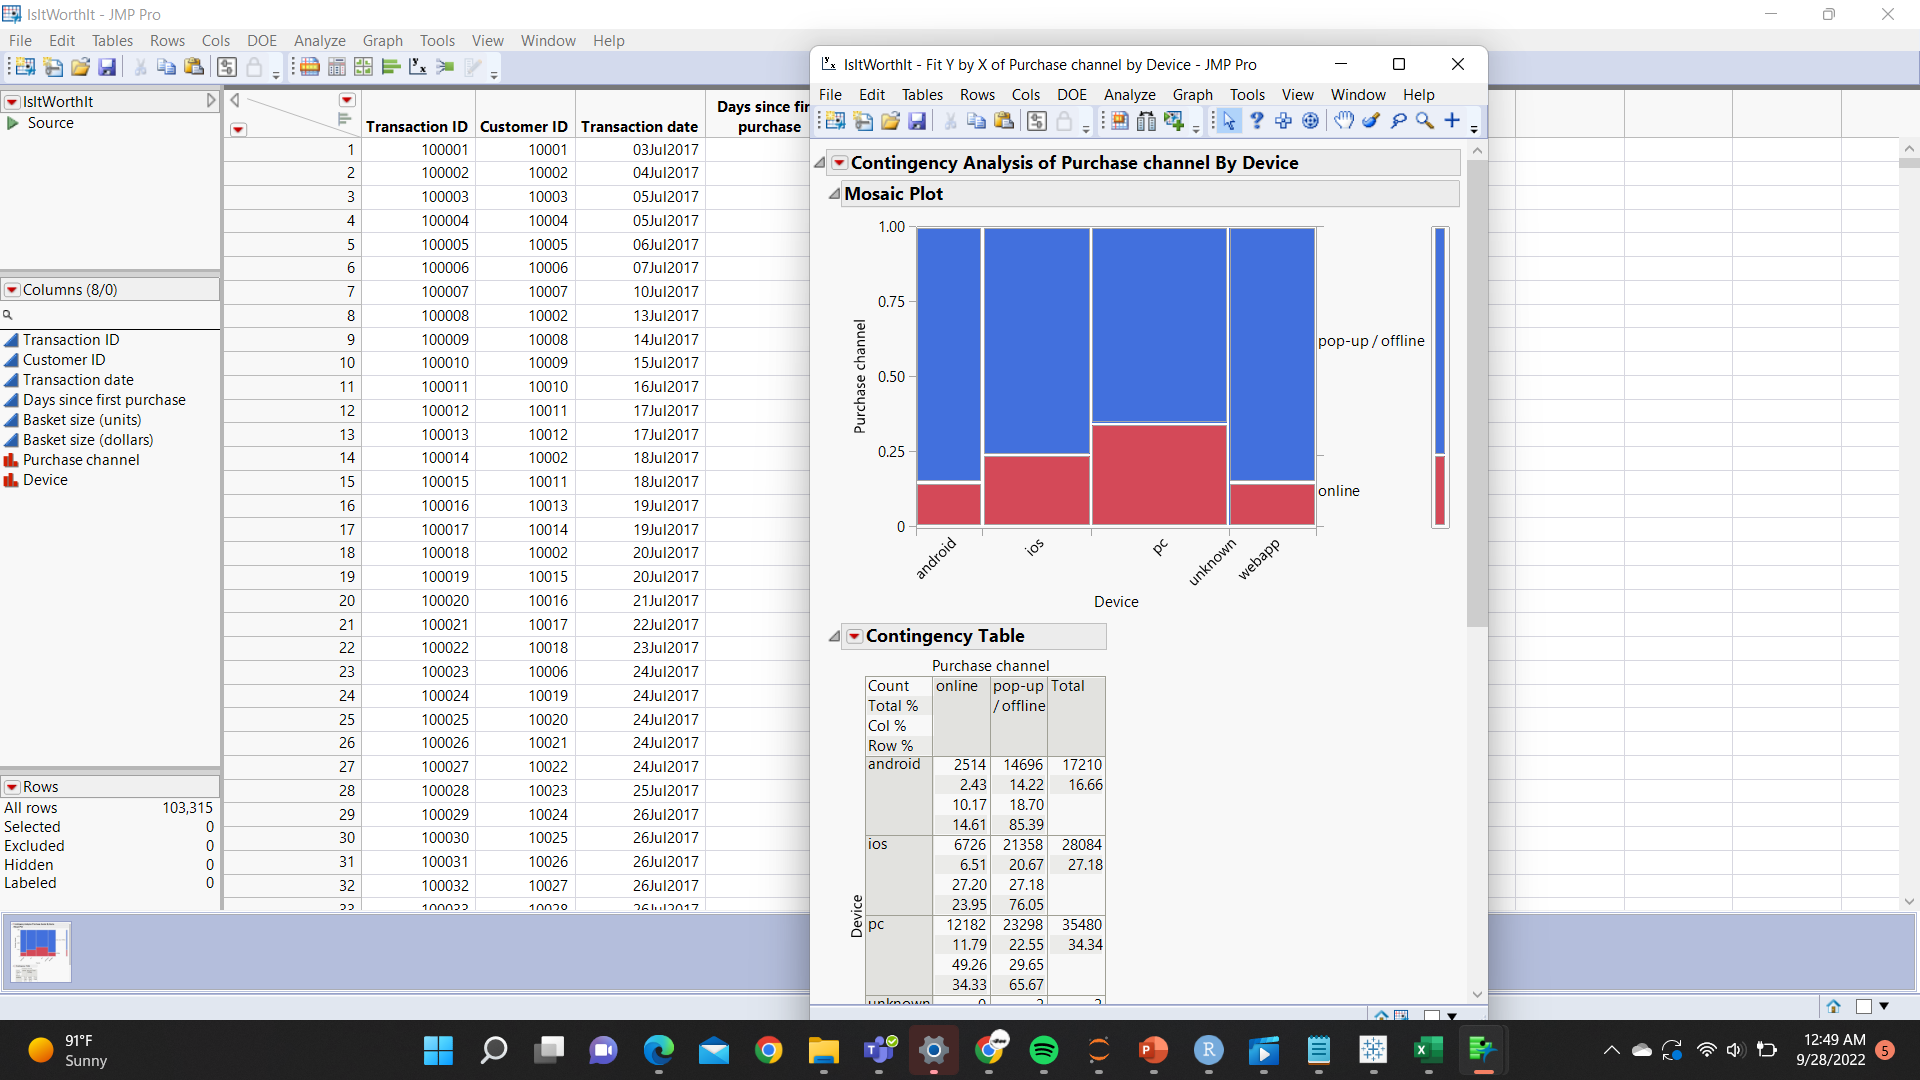 IsItWorthIt - JMP Pro
File Edit Tables Rows Cols DOE Analyze Graph Tools View Window Help
IsItWorthIt
Source
Columns (8/0)
Transaction ID
Customer ID
Transaction date
Days since first purchase
Basket size (units)
Basket size (dollars)
Purchase channel
Device
Rows
All rows 103,315
Selected 0
Excluded 0
Hidden 0
Labeled 0
Days since fir
Transaction ID Customer ID Transaction date purchase
1 100001 10001 03Jul2017
2 100002 10002 04Jul2017
3 100003 10003 05Jul2017
4 100004 10004 05Jul2017
5 100005 10005 06Jul2017
6 100006 10006 07Jul2017
7 100007 10007 10Jul2017
8 100008 10002 13Jul2017
9 100009 10008 14Jul2017
10 100010 10009 15Jul2017
11 100011 10010 16Jul2017
12 100012 10011 17Jul2017
13 100013 10012 17Jul2017
14 100014 10002 18Jul2017
15 100015 10011 18Jul2017
16 100016 10013 19Jul2017
17 100017 10014 19Jul2017
18 100018 10002 20Jul2017
19 100019 10015 20Jul2017
20 100020 10016 21Jul2017
21 100021 10017 22Jul2017
22 100022 10018 23Jul2017
23 100023 10006 24Jul2017
24 100024 10019 24Jul2017
25 100025 10020 24Jul2017
26 100026 10021 24Jul2017
27 100027 10022 24Jul2017
28 100028 10023 25Jul2017
29 100029 10024 26Jul2017
30 100030 10025 26Jul2017
31 100031 10026 26Jul2017
32 100032 10027 26Jul2017
33 100033 10028 26Jul2017
IsItWorthIt - Fit Y by X of Purchase channel by Device - JMP Pro
File Edit Tables Rows Cols DOE Analyze Graph Tools View Window Help
Contingency Analysis of Purchase channel By Device
Mosaic Plot
1.00
0.75
0.50
0.25
0
Purchase channel
pop-up / offline
online
android ios pc unknown webapp
Device
Contingency Table
Purchase channel
Count online pop-up Total
Total % / offline
Col %
Row %
Device
android 2514 14696 17210
2.43 14.22 16.66
10.17 18.70
14.61 85.39
ios 6726 21358 28084
6.51 20.67 27.18
27.20 27.18
23.95 76.05
pc 12182 23298 35480
11.79 22.55 34.34
49.26 29.65
34.33 65.67
unknown 0 2 2
91°F
Sunny
12:49 AM
9/28/2022
5